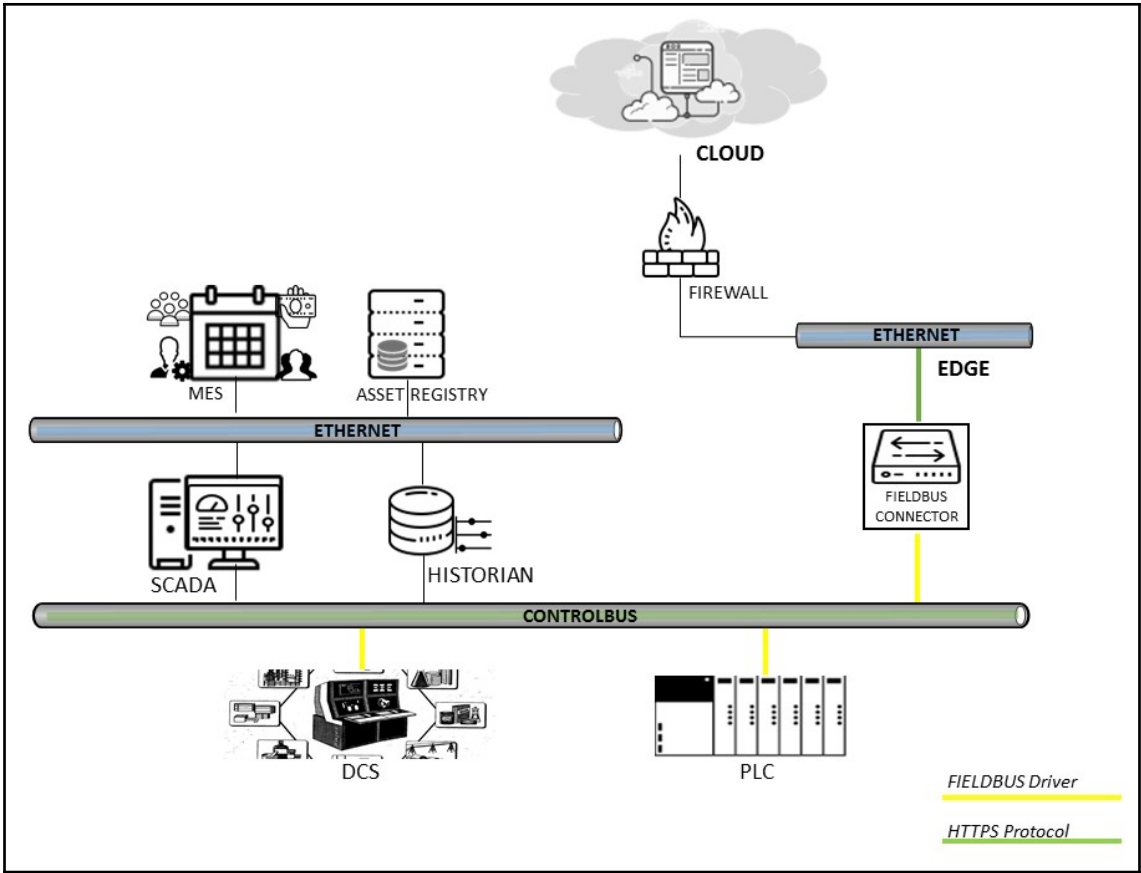 CLOUD
FIREWALL
ETHERNET
EDGE
MES
ASSET REGISTRY
ETHERNET
FIELDBUS
CONNECTOR
SCADA
HISTORIAN
CONTROLBUS
DCS
PLC
FIELDBUS Driver
HTTPS Protocol